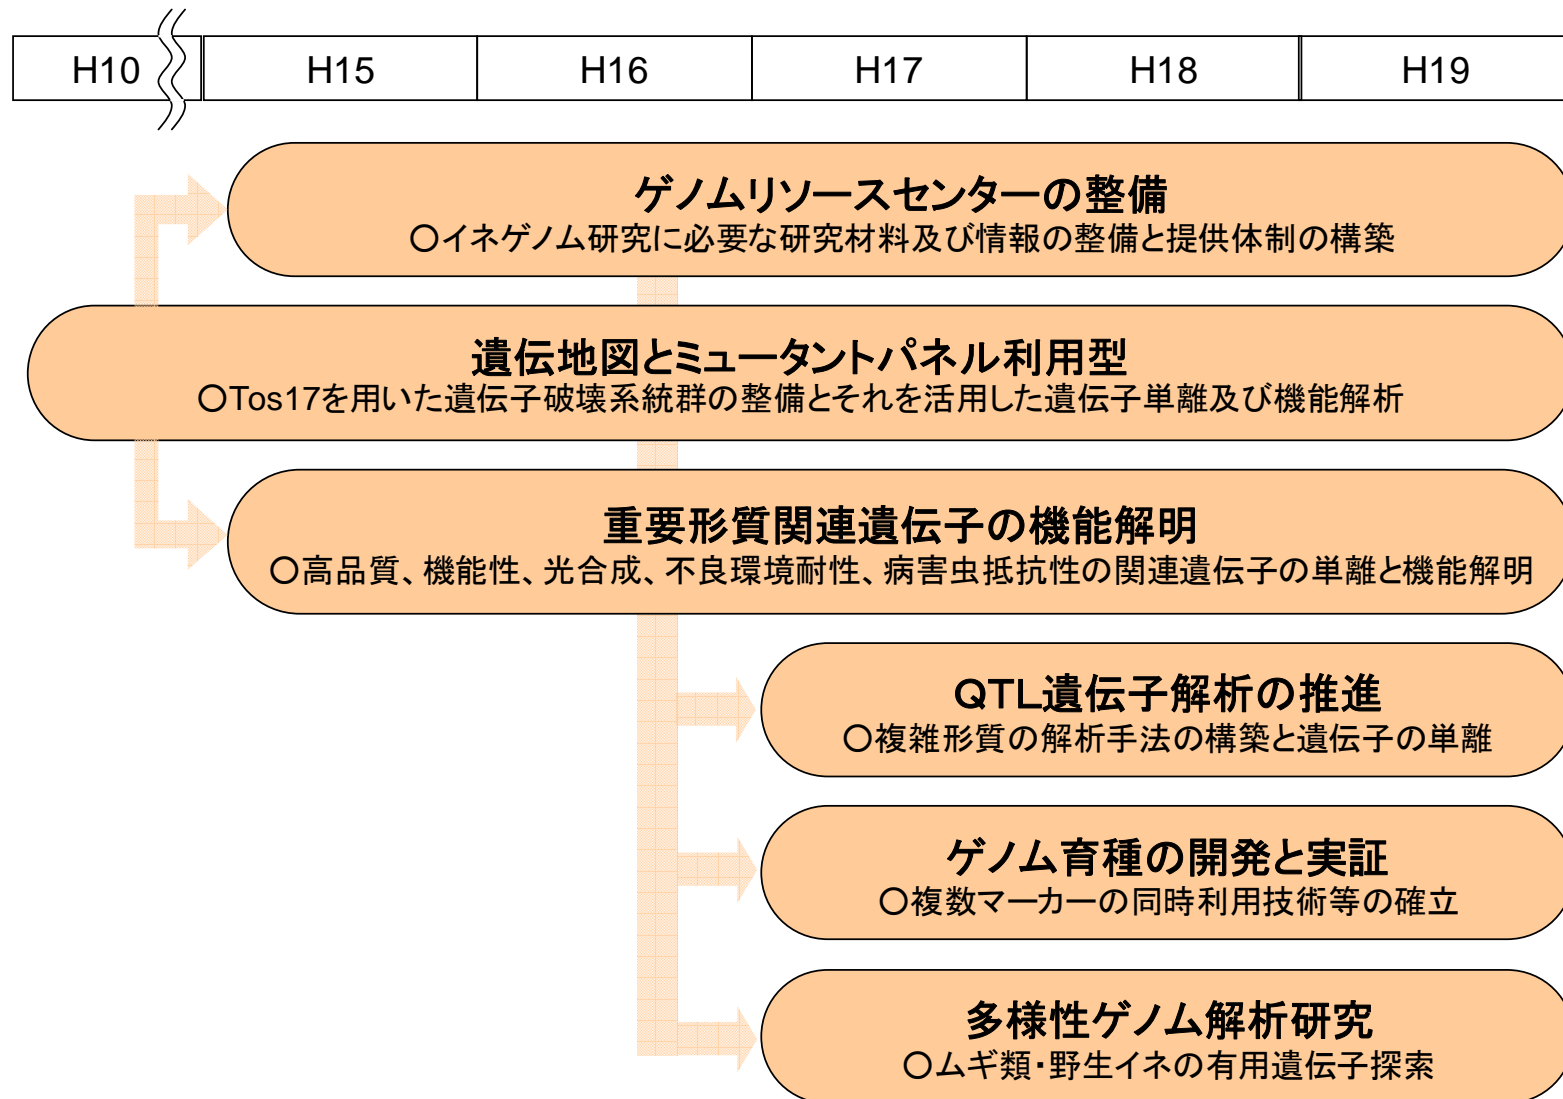 H10 H15 H16 H17 H18 H19
ゲノムリソースセンターの整備
○イネゲノム研究に必要な研究材料及び情報の整備と提供体制の構築
遺伝地図とミュータントパネル利用型
○Tos17を用いた遺伝子破壊系統群の整備とそれを活用した遺伝子単離及び機能解析
重要形質関連遺伝子の機能解明
○高品質、機能性、光合成、不良環境耐性、病害虫抵抗性の関連遺伝子の単離と機能解明
QTL遺伝子解析の推進
○複雑形質の解析手法の構築と遺伝子の単離
ゲノム育種の開発と実証
○複数マーカーの同時利用技術等の確立
多様性ゲノム解析研究
○ムギ類・野生イネの有用遺伝子探索